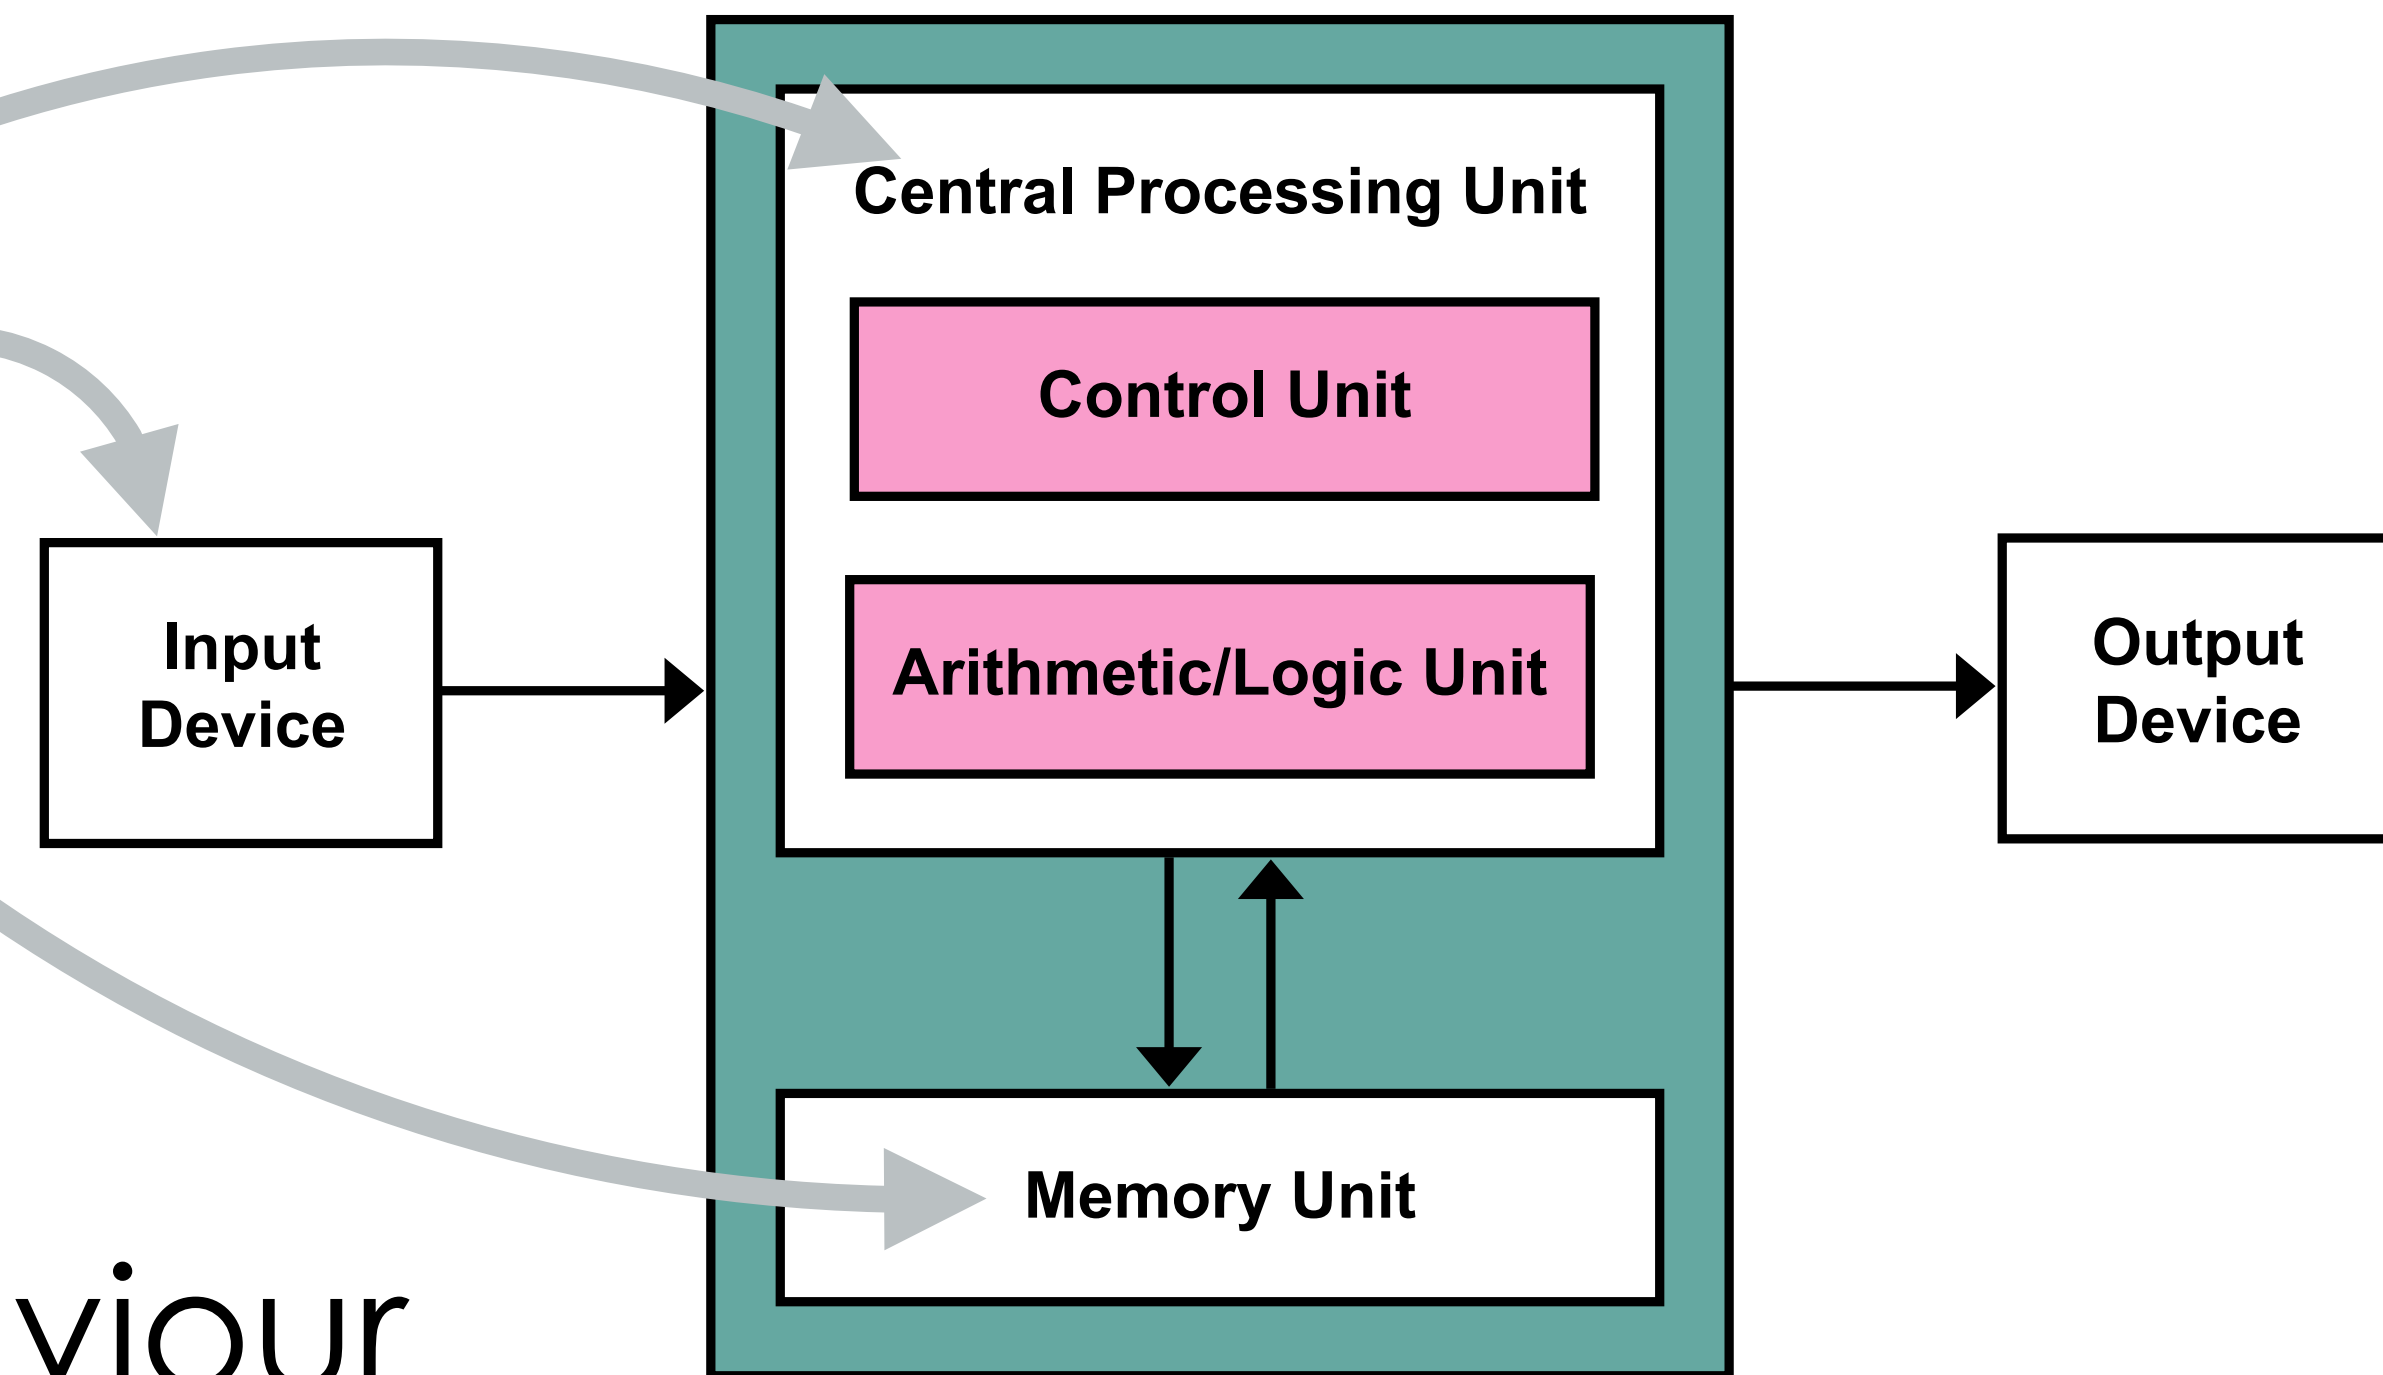 Central Processing Unit
Control Unit
Input
Device
Arithmetic/Logic Unit
Output
Device
Memory Unit
viour